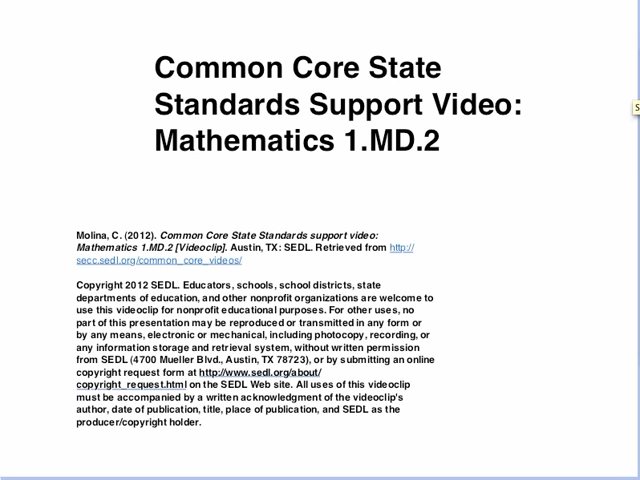 Common Core State
Standards Support Video:
Mathematics 1.MD.2
S
Molina, C. (2012). Common Core State Standards support video:
Mathematics 1.MD.2 [Videoclip]. Austin, TX: SEDL. Retrieved from http://
secc.sedl.org/common_core_videos/
Copyright 2012 SEDL. Educators, schools, school districts, state
departments of education, and other nonprofit organizations are welcome to
use this videoclip for nonprofit educational purposes. For other uses, no
part of this presentation may be reproduced or transmitted in any form or
by any means, electronic or mechanical, including photocopy, recording, or
any information storage and retrieval system, without written permission
from SEDL (4700 Mueller Blvd., Austin, TX 78723), or by submitting an online
copyright request form at http://www.sedl.org/about/
copyright_request.html on the SEDL Web site. All uses of this videoclip
must be accompanied by a written acknowledgment of the videoclip's
author, date of publication, title, place of publication, and SEDL as the
producer/copyright holder.